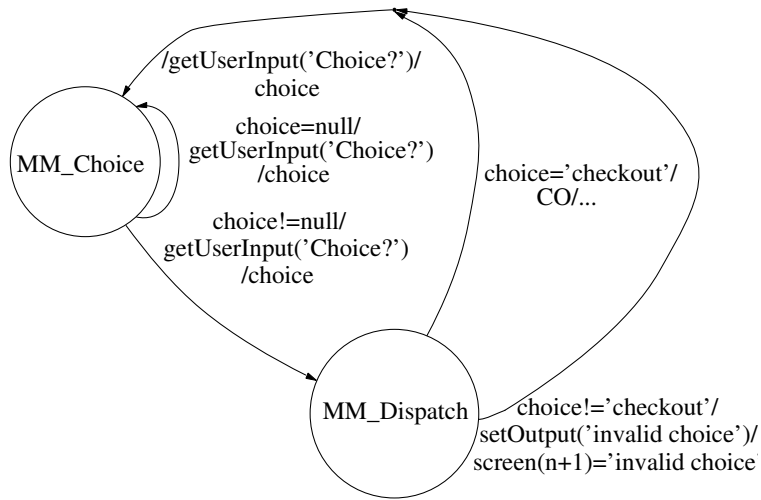 /getUserInput('Choice?')/
choice
MM_Choice
choice=null/
getUserInput('Choice?')
/choice
choice!=null/
getUserInput('Choice?')
/choice
choice='checkout'/
CO/...
MM_Dispatch
choice!='checkout'/
setOutput('invalid choice')/
screen(n+1)='invalid choice'